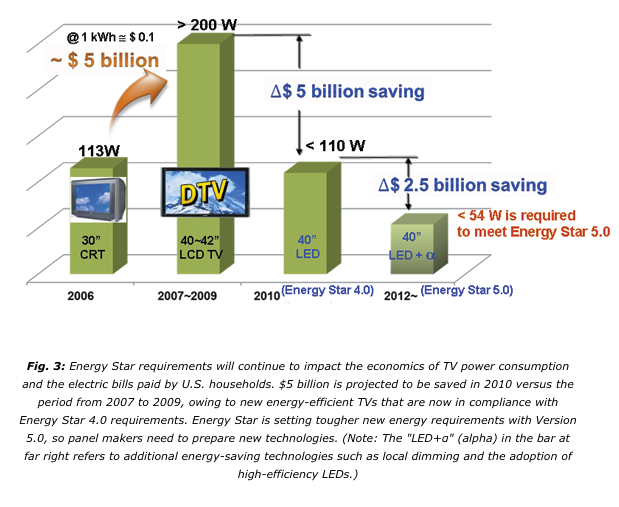 > 200 W
@ 1 kWh ≅ $ 0.1
~ $ 5 billion
Δ$ 5 billion saving
113W
< 110 W
DTV
Δ$ 2.5 billion saving
< 54 W is required
to meet Energy Star 5.0
30”
CRT
40~42”
LCD TV
40”
LED
40”
LED + α
2006
2007~2009
2010 (Energy Star 4.0)
2012~ (Energy Star 5.0)
Fig. 3: Energy Star requirements will continue to impact the economics of TV power consumption
and the electric bills paid by U.S. households. $5 billion is projected to be saved in 2010 versus the
period from 2007 to 2009, owing to new energy-efficient TVs that are now in compliance with
Energy Star 4.0 requirements. Energy Star is setting tougher new energy requirements with Version
5.0, so panel makers need to prepare new technologies. (Note: The "LED+α" (alpha) in the bar at
far right refers to additional energy-saving technologies such as local dimming and the adoption of
high-efficiency LEDs.)